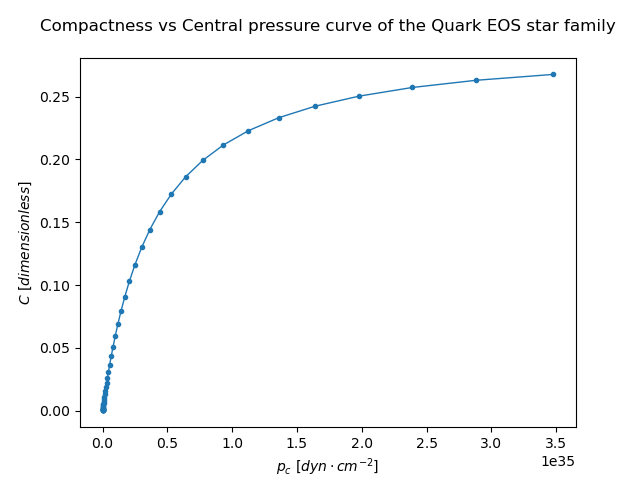 Compactness vs Central pressure curve of the Quark EOS star family
0.25
0.20
0.15
0.10
0.05
0.00
C [dimensionless]
0.0 0.5 1.0 1.5 2.0 2.5 3.0 3.5
1e35
p_c [dyn · cm^{-2}]